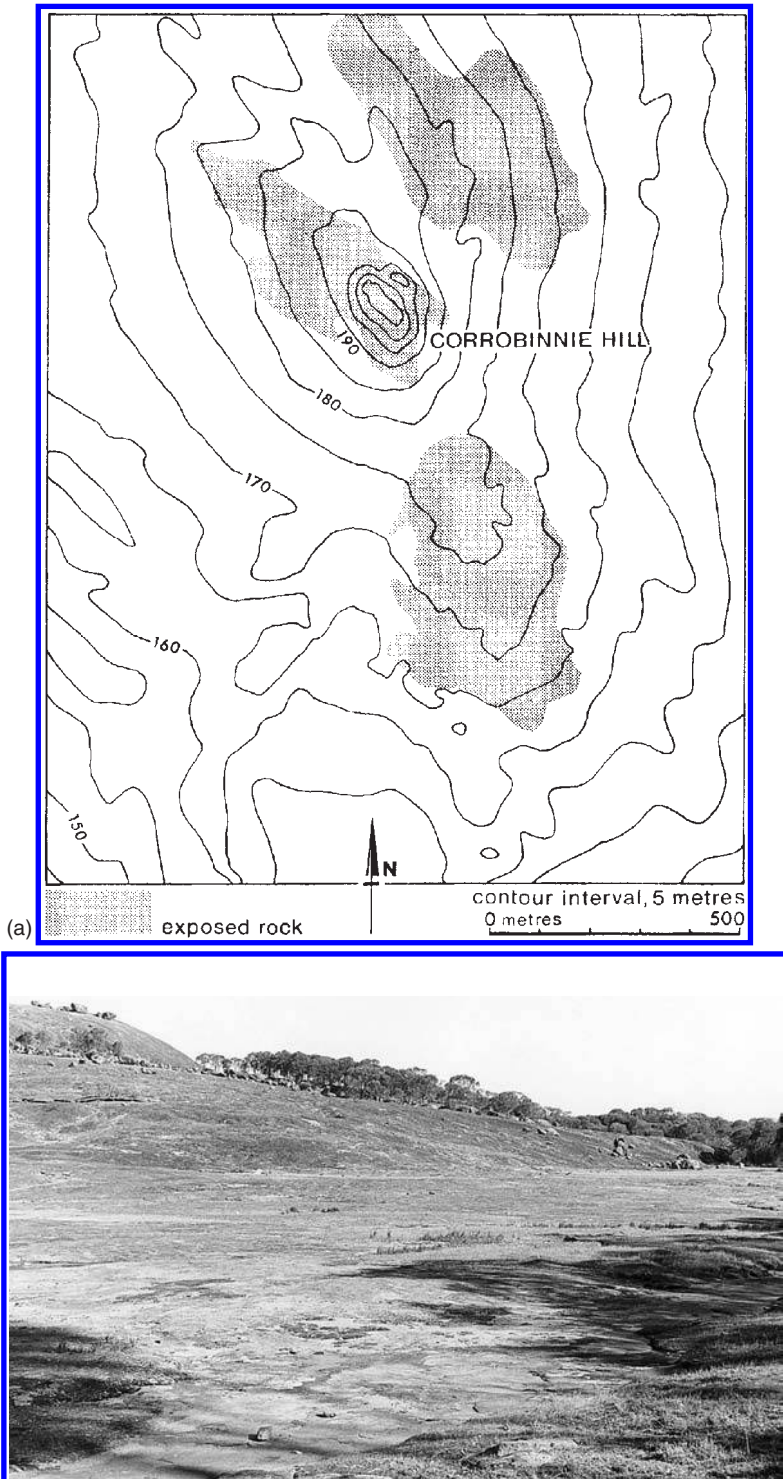 CORROBINNIE HILL
190
180
170
160
150
N
contour interval, 5 metres
0 metres 500
exposed rock
(a)